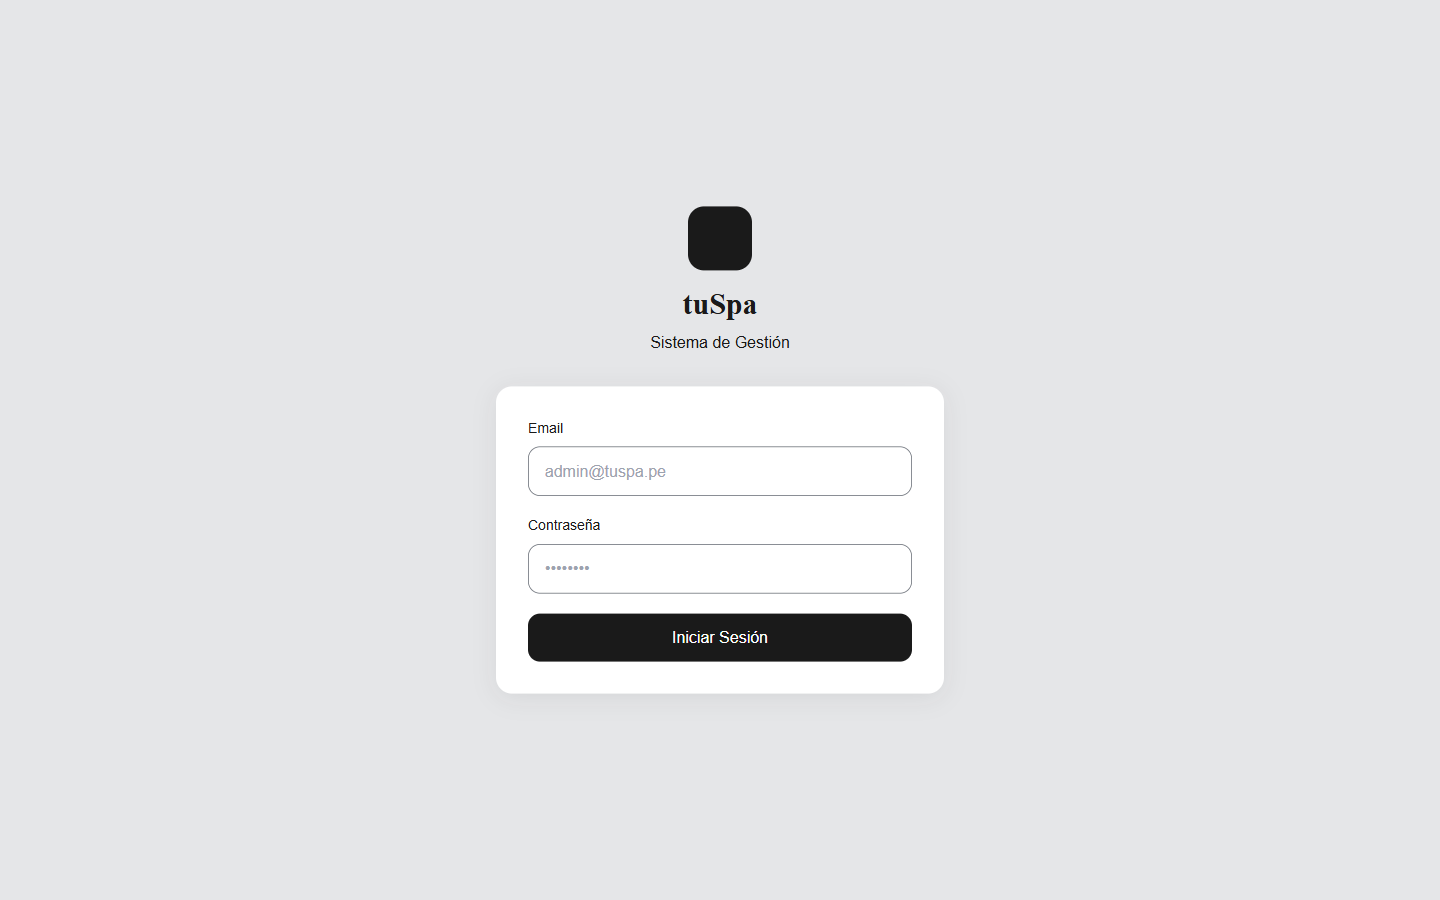 tuSpa
Sistema de Gestión
Email
admin@tuspa.pe
Contraseña
••••••••
Iniciar Sesión